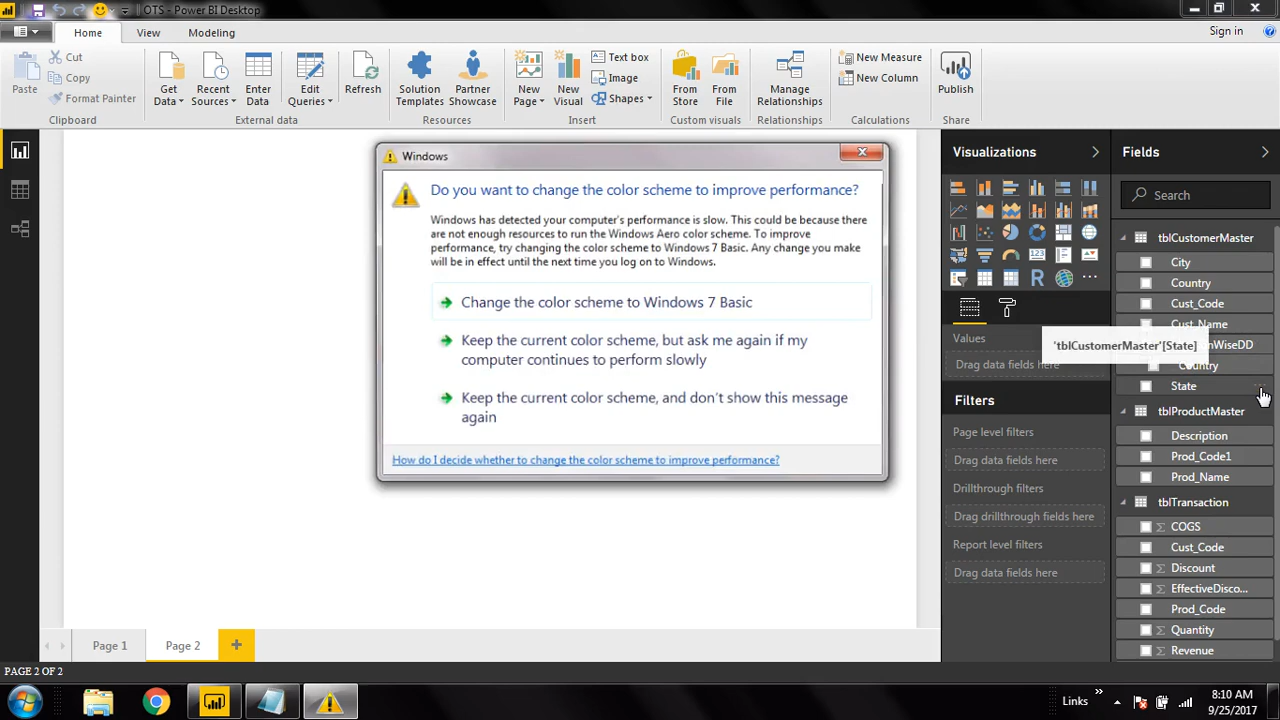 OTS - Power BI Desktop
Home
View
Modeling
Sign in
Paste
Cut
Copy
Format Painter
Clipboard
Get Data
Recent Sources
Enter Data
Edit Queries
Refresh
External data
Solution Templates
Partner Showcase
Resources
New Page
New Visual
Text box
Image
Shapes
Insert
From Store
From File
Custom visuals
Manage Relationships
Relationships
New Measure
New Column
Calculations
Publish
Share
Windows
Do you want to change the color scheme to improve performance?
Windows has detected your computer's performance is slow. This could be because there
are not enough resources to run the Windows Aero color scheme. To improve
performance, try changing the color scheme to Windows 7 Basic. Any change you make
will be in effect until the next time you log on to Windows.
Change the color scheme to Windows 7 Basic
Keep the current color scheme, but ask me again if my
computer continues to perform slowly
Keep the current color scheme, and don't show this message
again
How do I decide whether to change the color scheme to improve performance?
Visualizations
123
R
Values
Drag data fields here
Filters
Page level filters
Drag data fields here
Drillthrough filters
Drag drillthrough fields here
Report level filters
Drag data fields here
Fields
Search
tblCustomerMaster
City
Country
Cust_Code
Cust_Name
'tblCustomerMaster'[State]
nWiseDD
Country
State
tblProductMaster
Description
Prod_Code1
Prod_Name
tblTransaction
Σ COGS
Cust_Code
Σ Discount
Σ EffectiveDisco...
Prod_Code
Σ Quantity
Σ Revenue
Page 1
Page 2
PAGE 2 OF 2
Links
8:10 AM
9/25/2017